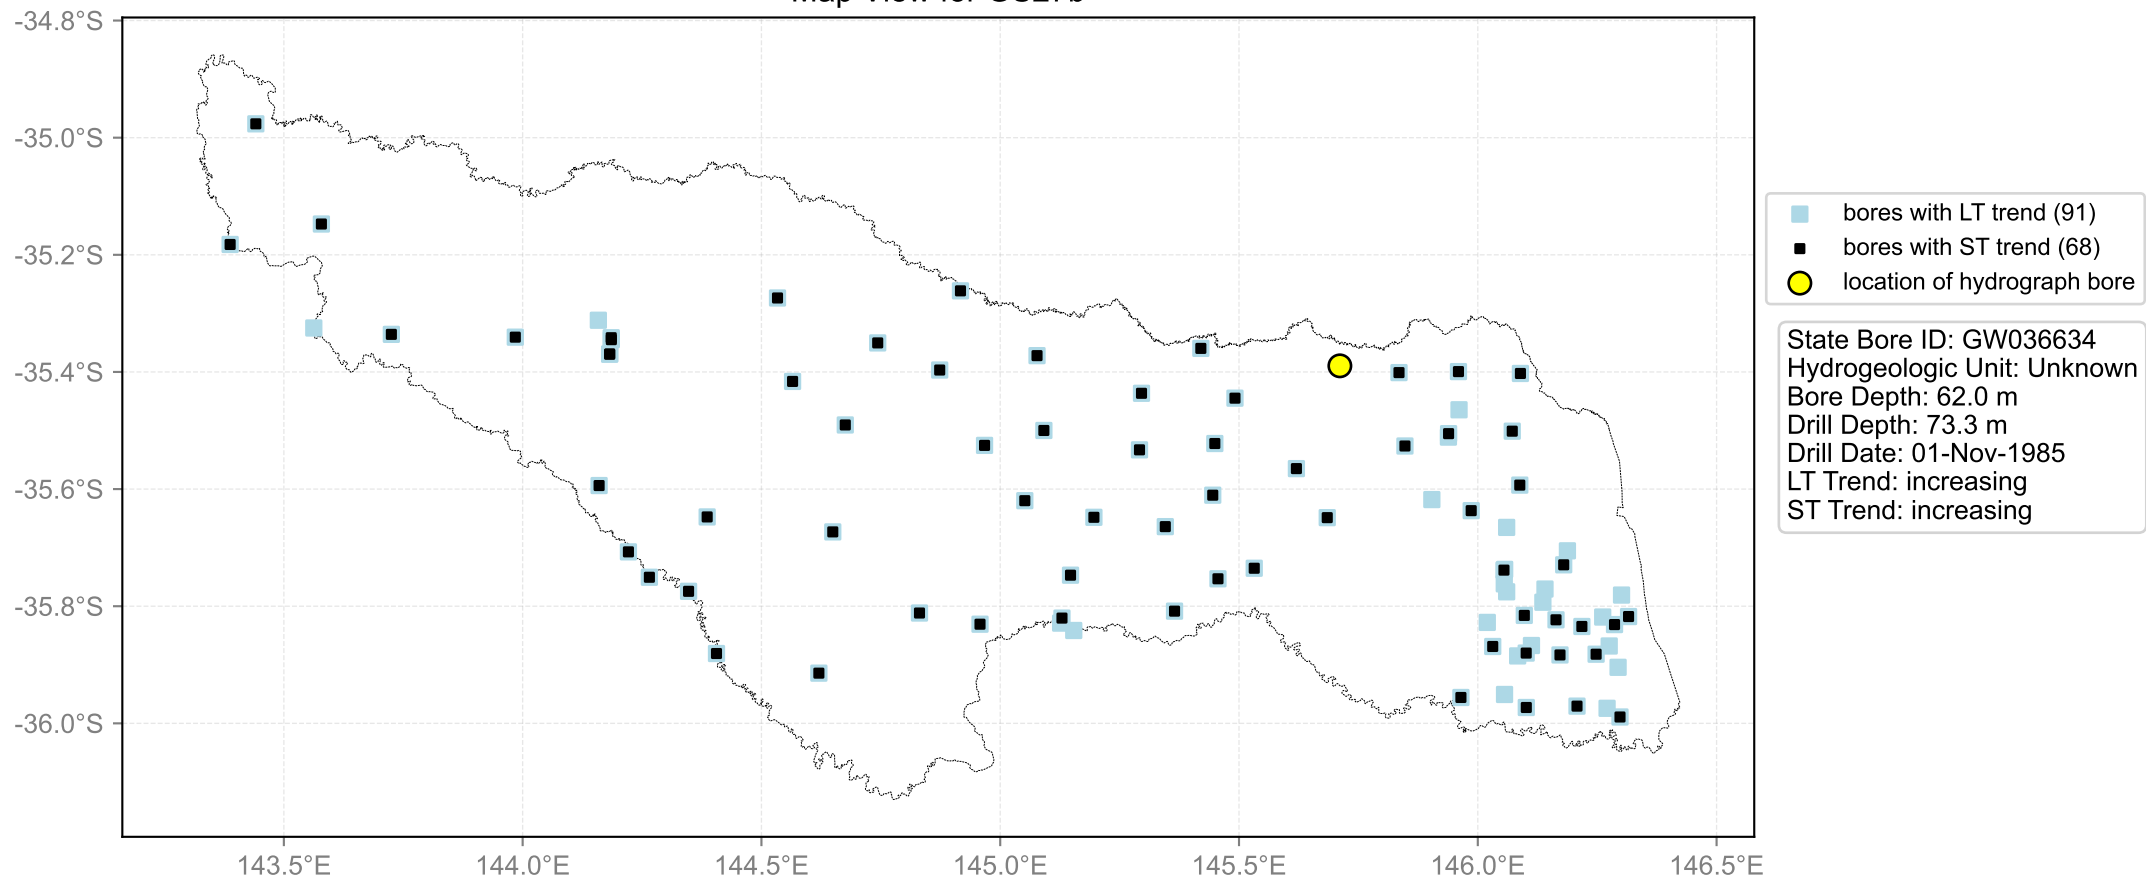 -34.8°S
-35.0°S
-35.2°S
-35.4°S
-35.6°S
-35.8°S
-36.0°S
143.5°E
144.0°E
144.5°E
145.0°E
145.5°E
146.0°E
146.5°E
bores with LT trend (91)
bores with ST trend (68)
location of hydrograph bore
State Bore ID: GW036634
Hydrogeologic Unit: Unknown
Bore Depth: 62.0 m
Drill Depth: 73.3 m
Drill Date: 01-Nov-1985
LT Trend: increasing
ST Trend: increasing